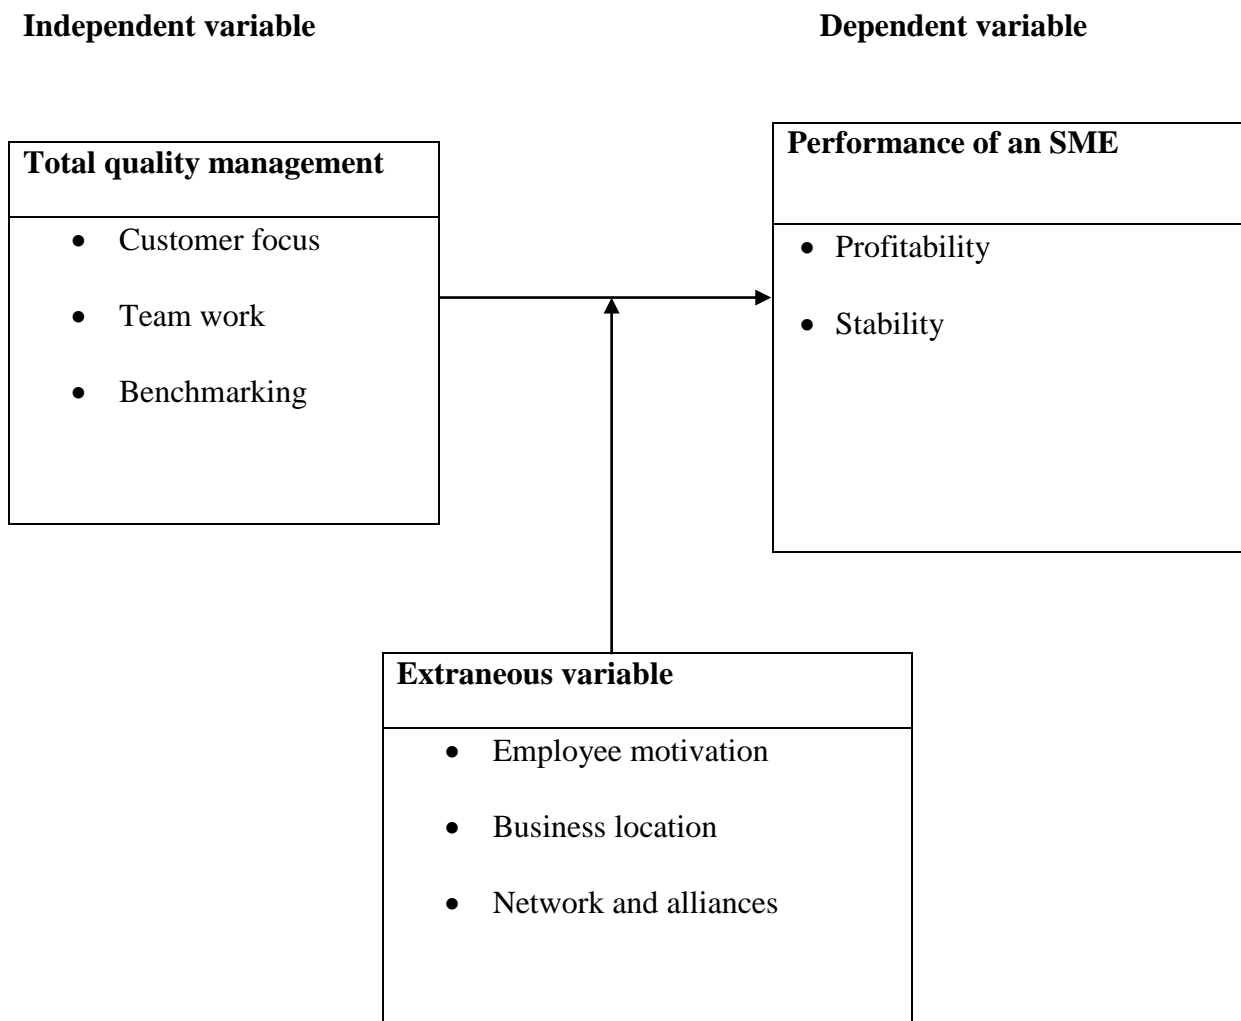 Independent variable
Dependent variable
Total quality management
• Customer focus
• Team work
• Benchmarking
Performance of an SME
• Profitability
• Stability
Extraneous variable
• Employee motivation
• Business location
• Network and alliances